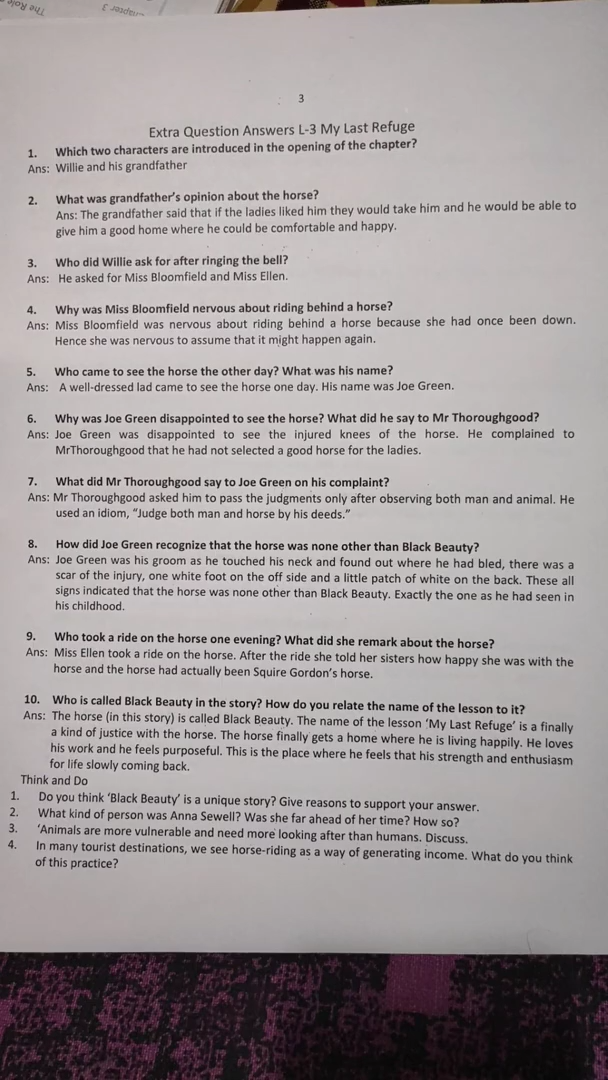 The Role
Chapter 3
3
Extra Question Answers L-3 My Last Refuge
1. Which two characters are introduced in the opening of the chapter?
Ans: Willie and his grandfather
2. What was grandfather's opinion about the horse?
Ans: The grandfather said that if the ladies liked him they would take him and he would be able to
give him a good home where he could be comfortable and happy.
3. Who did Willie ask for after ringing the bell?
Ans: He asked for Miss Bloomfield and Miss Ellen.
4. Why was Miss Bloomfield nervous about riding behind a horse?
Ans: Miss Bloomfield was nervous about riding behind a horse because she had once been down.
Hence she was nervous to assume that it might happen again.
5. Who came to see the horse the other day? What was his name?
Ans: A well-dressed lad came to see the horse one day. His name was Joe Green.
6. Why was Joe Green disappointed to see the horse? What did he say to Mr Thoroughgood?
Ans: Joe Green was disappointed to see the injured knees of the horse. He complained to
MrThoroughgood that he had not selected a good horse for the ladies.
7. What did Mr Thoroughgood say to Joe Green on his complaint?
Ans: Mr Thoroughgood asked him to pass the judgments only after observing both man and animal. He
used an idiom, "Judge both man and horse by his deeds."
8. How did Joe Green recognize that the horse was none other than Black Beauty?
Ans: Joe Green was his groom as he touched his neck and found out where he had bled, there was a
scar of the injury, one white foot on the off side and a little patch of white on the back. These all
signs indicated that the horse was none other than Black Beauty. Exactly the one as he had seen in
his childhood.
9. Who took a ride on the horse one evening? What did she remark about the horse?
Ans: Miss Ellen took a ride on the horse. After the ride she told her sisters how happy she was with the
horse and the horse had actually been Squire Gordon's horse.
10. Who is called Black Beauty in the story? How do you relate the name of the lesson to it?
Ans: The horse (in this story) is called Black Beauty. The name of the lesson 'My Last Refuge' is a finally
a kind of justice with the horse. The horse finally gets a home where he is living happily. He loves
his work and he feels purposeful. This is the place where he feels that his strength and enthusiasm
for life slowly coming back.
Think and Do
1. Do you think 'Black Beauty' is a unique story? Give reasons to support your answer.
2. What kind of person was Anna Sewell? Was she far ahead of her time? How so?
3. 'Animals are more vulnerable and need more looking after than humans. Discuss.
4. In many tourist destinations, we see horse-riding as a way of generating income. What do you think
of this practice?